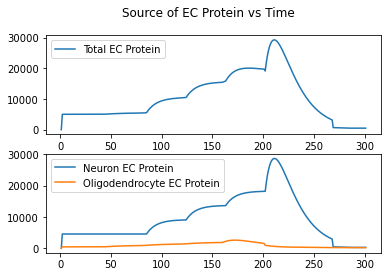 Source of EC Protein vs Time
30000
20000
10000
0
Total EC Protein
0 50 100 150 200 250 300
30000
20000
10000
0
Neuron EC Protein
Oligodendrocyte EC Protein
0 50 100 150 200 250 300